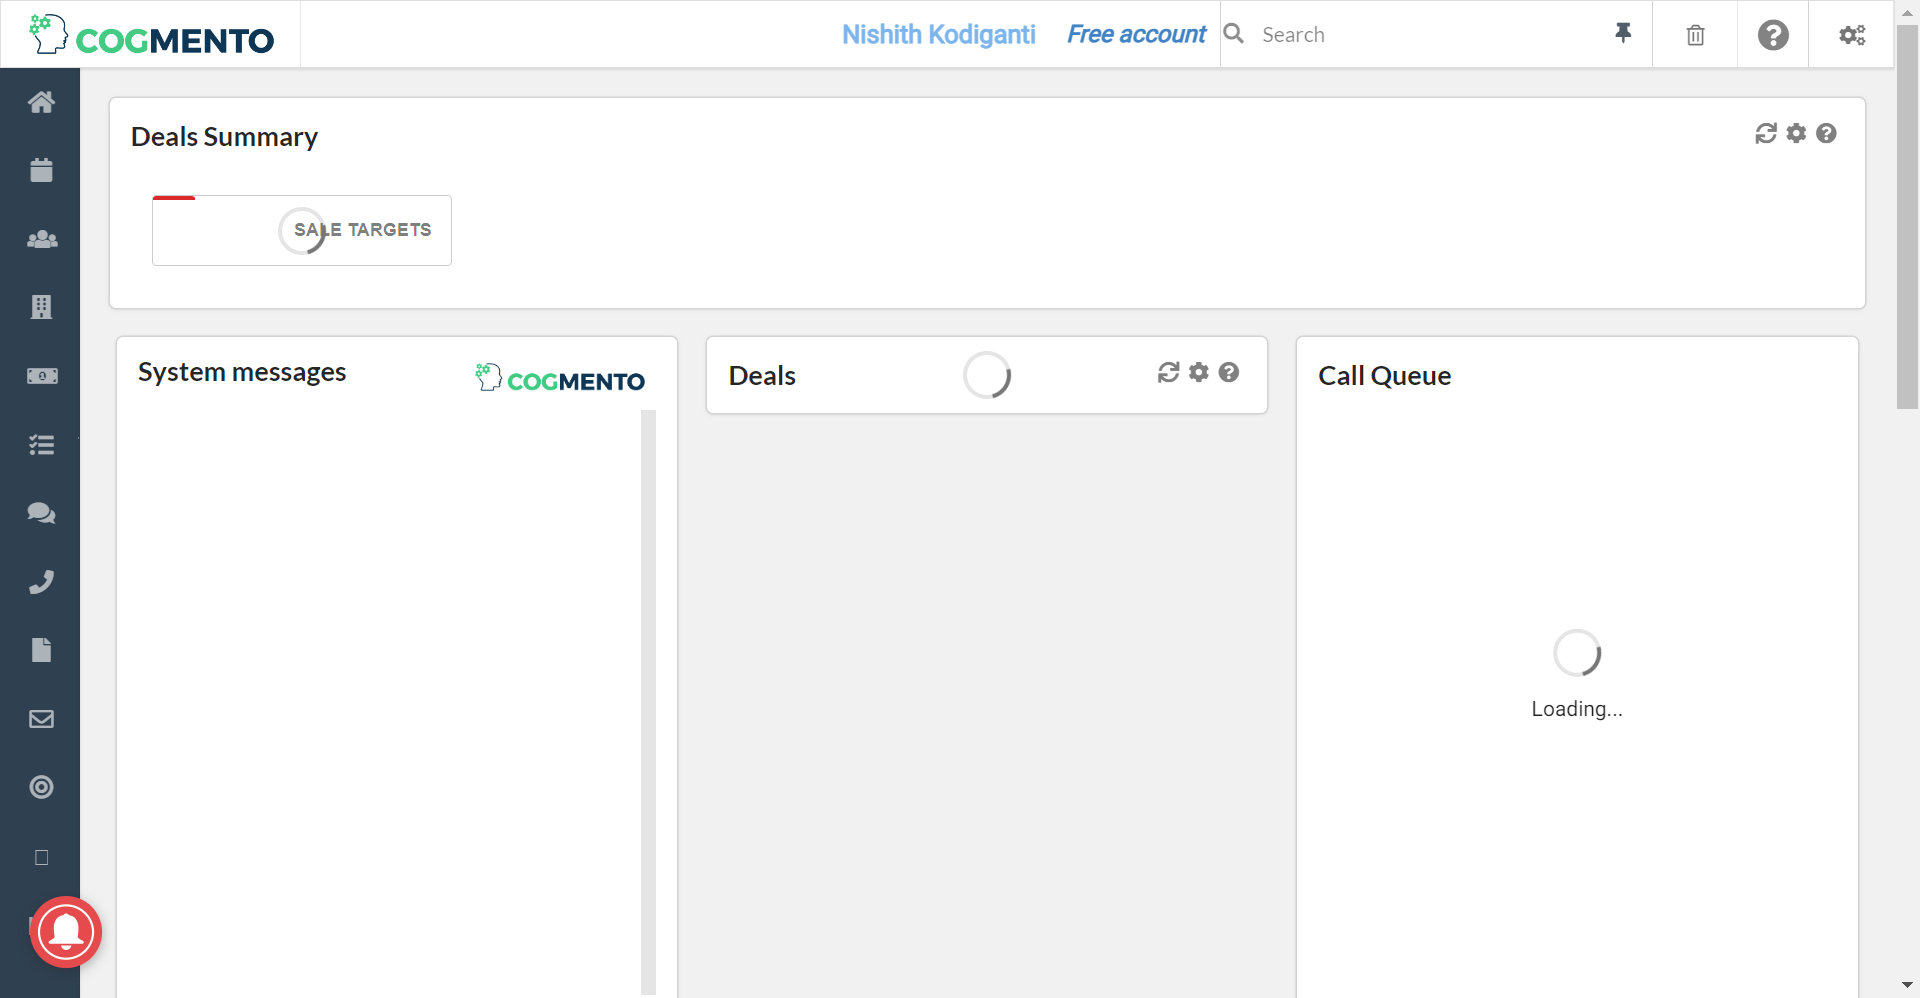 COGMENTO
Nishith Kodiganti
Free account
Search
Deals Summary
SALE TARGETS
System messages
COGMENTO
Deals
Call Queue
Loading...